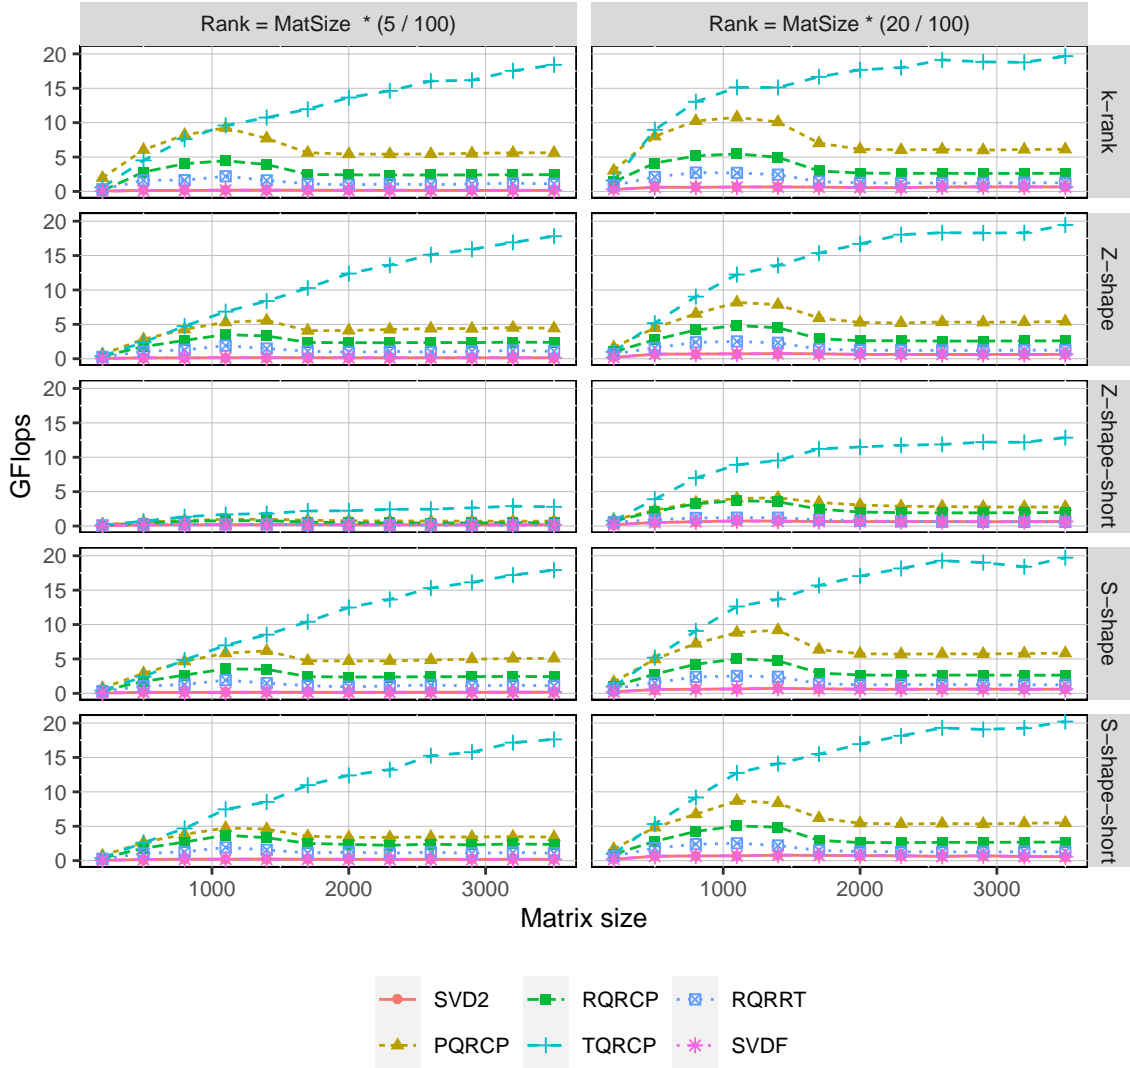 Rank = MatSize * (5 / 100)
Rank = MatSize * (20 / 100)
20
15
10
5
0
k−rank
20
15
10
5
0
Z−shape
20
15
10
5
0
Z−shape−short
20
15
10
5
0
S−shape
20
15
10
5
0
S−shape−short
GFlops
1000
2000
3000
1000
2000
3000
Matrix size
SVD2
RQRCP
RQRRT
PQRCP
TQRCP
SVDF